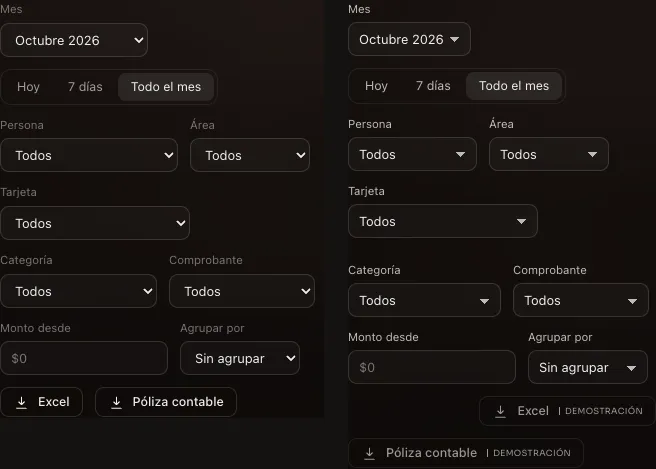 Mes
Octubre 2026
Hoy 7 días Todo el mes
Persona Área
Todos Todos
Tarjeta
Todos
Categoría Comprobante
Todos Todos
Monto desde Agrupar por
$0 Sin agrupar
Excel Póliza contable
Mes
Octubre 2026
Hoy 7 días Todo el mes
Persona Área
Todos Todos
Tarjeta
Todos
Categoría Comprobante
Todos Todos
Monto desde Agrupar por
$0 Sin agrupar
Excel | DEMOSTRACIÓN
Póliza contable | DEMOSTRACIÓN